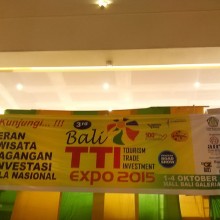 Kunjungi...!!!
3rd
Bali
TTI
TOURISM
TRADE
INVESTMENT
EXPO 2015
ERAN
WISATA
AGANGAN
NVESTASI
LA NASIONAL
1-4 OKTOBER
MALL BALI GALERIA